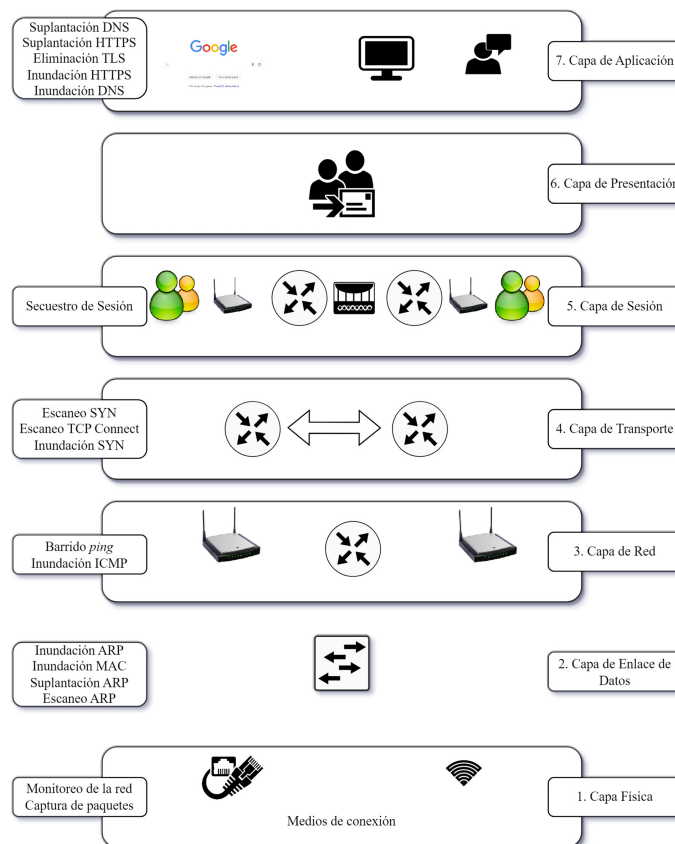 Suplantación DNS
Suplantación HTTPS
Eliminación TLS
Inundación HTTPS
Inundación DNS
Google
7. Capa de Aplicación
6. Capa de Presentación
Secuestro de Sesión
5. Capa de Sesión
Escaneo SYN
Escaneo TCP Connect
Inundación SYN
4. Capa de Transporte
Barrido ping
Inundación ICMP
3. Capa de Red
Inundación ARP
Inundación MAC
Suplantación ARP
Escaneo ARP
2. Capa de Enlace de
Datos
Monitoreo de la red
Captura de paquetes
Medios de conexión
1. Capa Física